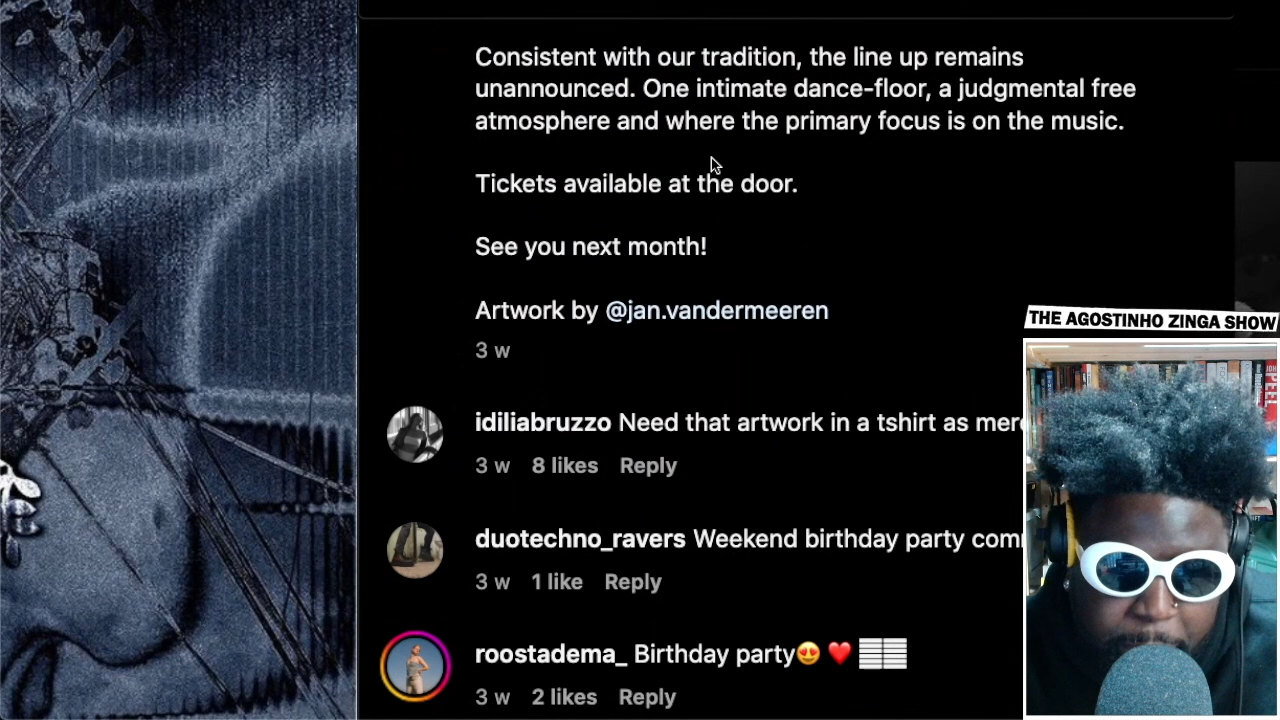 Consistent with our tradition, the line up remains
unannounced. One intimate dance-floor, a judgmental free
atmosphere and where the primary focus is on the music.
Tickets available at the door.
See you next month!
Artwork by @jan.vandermeeren
3 w
idiliabruzzo Need that artwork in a tshirt as
3 w 8 likes Reply
duotechno_ravers Weekend birthday party
3 w 1 like Reply
roostadema_ Birthday party😍 ❤️
3 w 2 likes Reply
THE AGOSTINHO ZINGA SHOW
PEEL